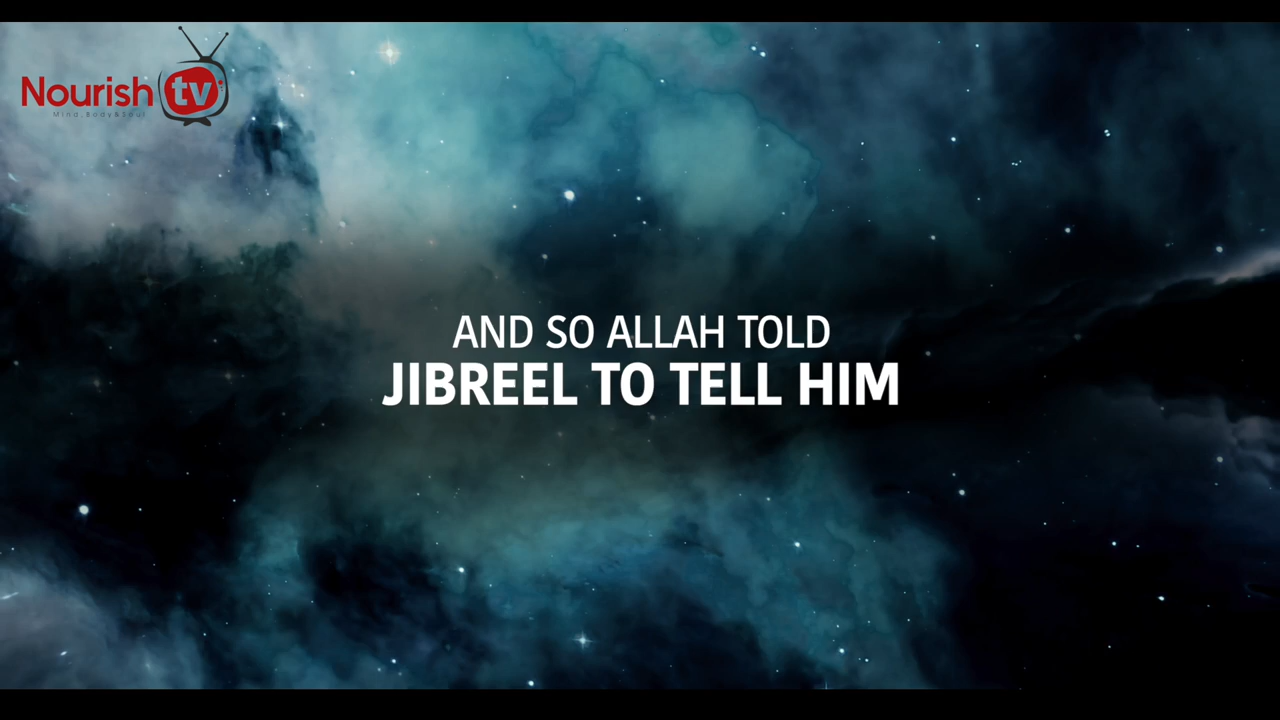 Nourish tv
Mind,Body&Soul
AND SO ALLAH TOLD
JIBREEL TO TELL HIM